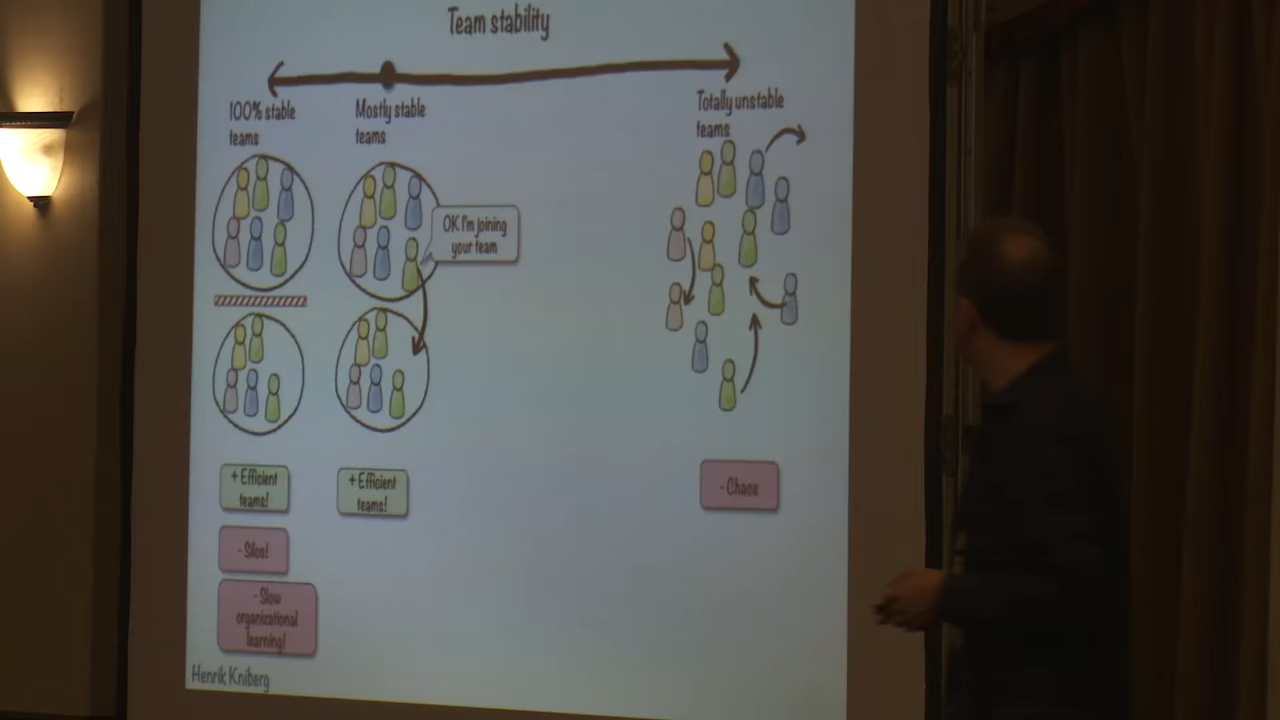 Team stability
100% stable
teams
Mostly stable
teams
Totally unstable
teams
OK I'm joining
your team
+ Efficient
teams!
+ Efficient
teams!
- Chaos
- Silos!
- Slow
organizational
learning!
Henrik Kniberg